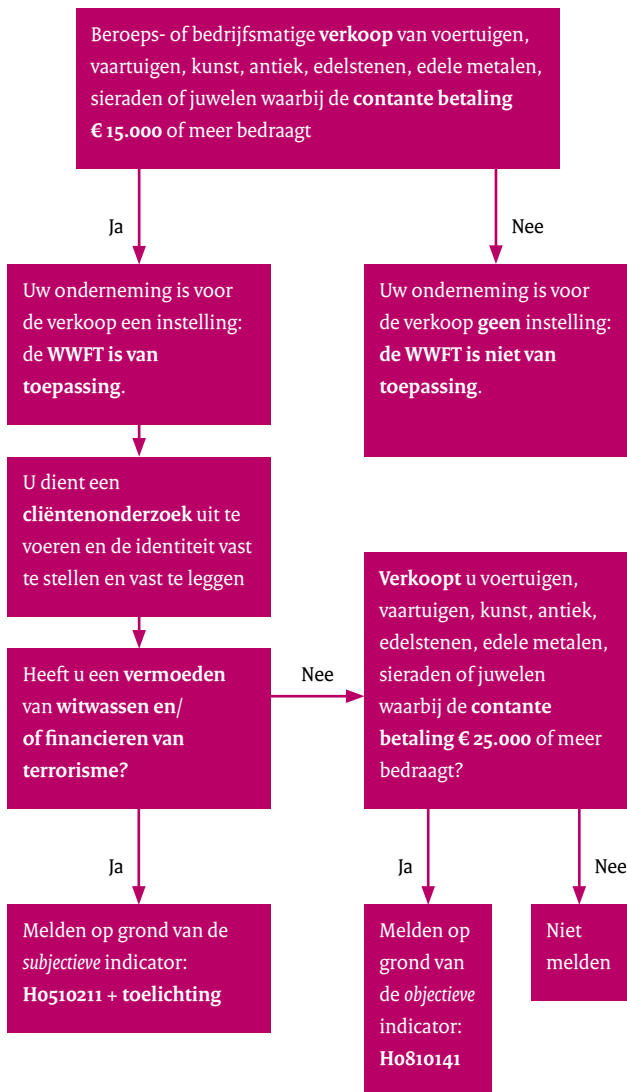 Beroeps- of bedrijfsmatige verkoop van voertuigen,
vaartuigen, kunst, antiek, edelstenen, edele metalen,
sieraden of juwelen waarbij de contante betaling
€ 15.000 of meer bedraagt
Ja
Nee
Uw onderneming is voor
de verkoop een instelling:
de WWFT is van
toepassing.
Uw onderneming is voor
de verkoop geen instelling:
de WWFT is niet van
toepassing.
U dient een
cliëntenonderzoek uit te
voeren en de identiteit vast
te stellen en vast te leggen
Heeft u een vermoeden
van witwassen en/
of financieren van
terrorisme?
Nee
Verkoopt u voertuigen,
vaartuigen, kunst, antiek,
edelstenen, edele metalen,
sieraden of juwelen
waarbij de contante
betaling € 25.000 of meer
bedraagt?
Ja
Ja
Nee
Melden op grond van de
subjectieve indicator:
H0510211 + toelichting
Melden op
grond van
de objectieve
indicator:
H0810141
Niet
melden